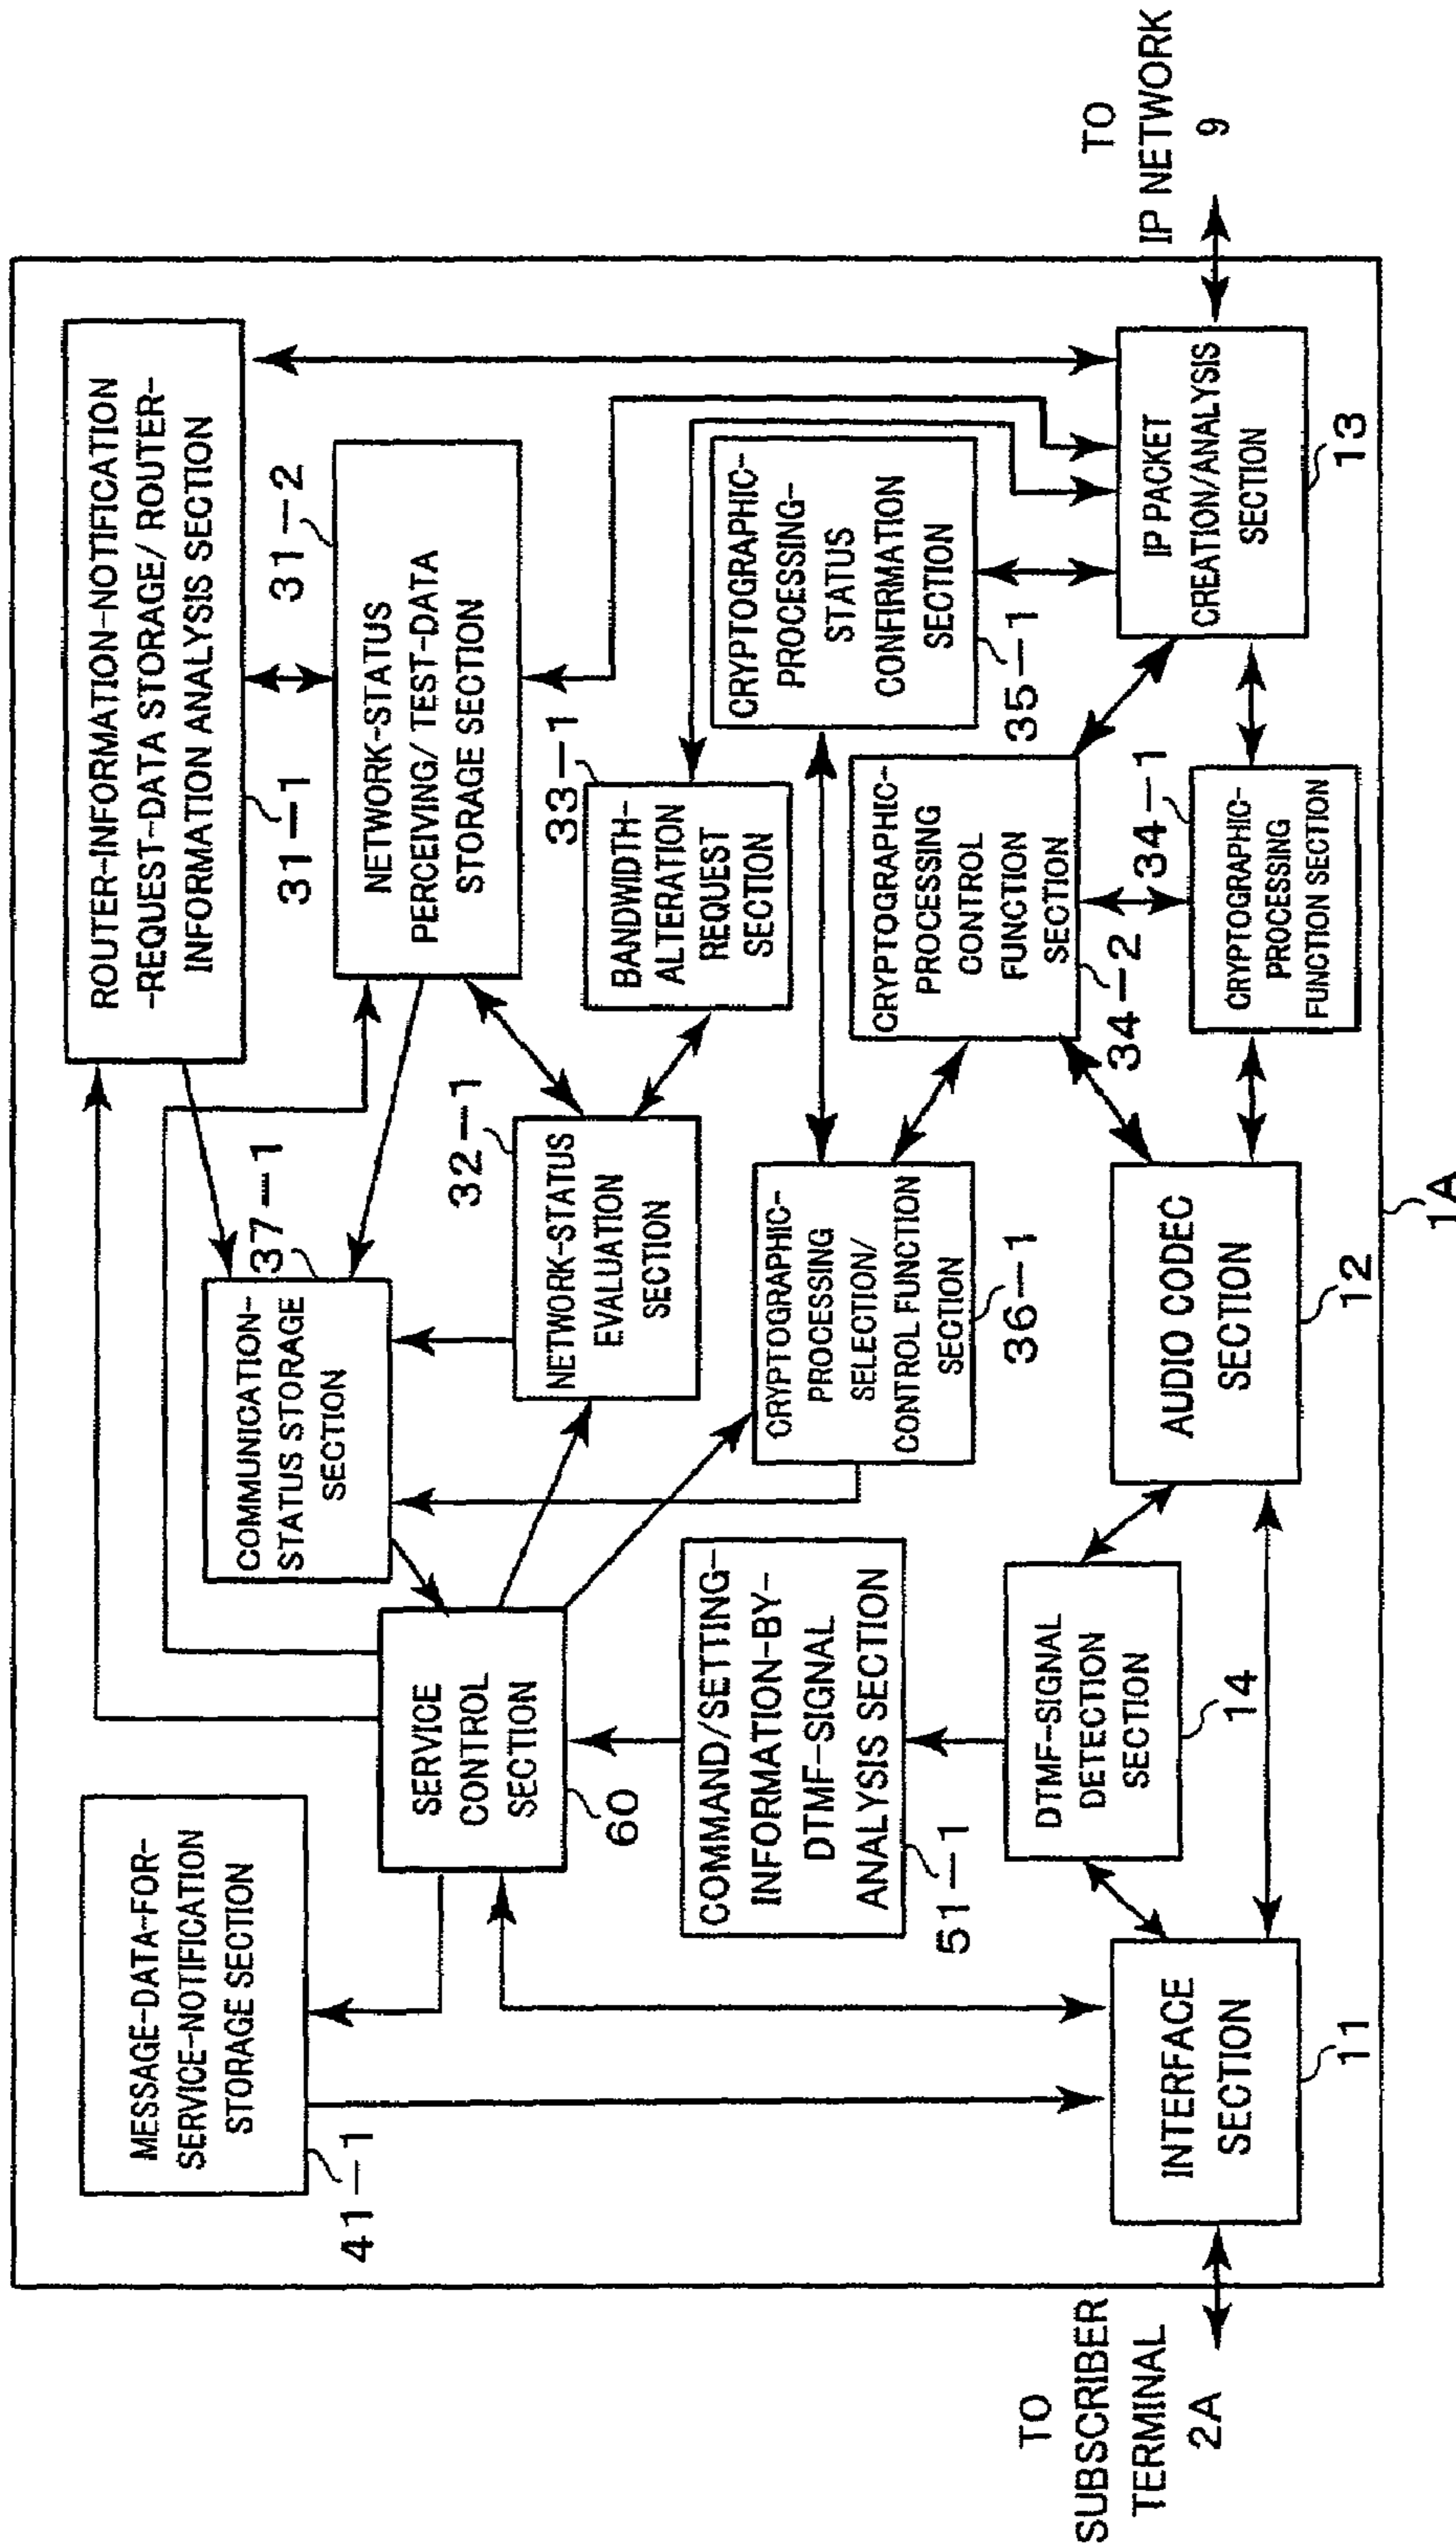 MESSAGE-DATA-FOR-
SERVICE-NOTIFICATION
STORAGE SECTION
41-1
COMMUNICATION-
STATUS STORAGE
SECTION
37-1
ROUTER-INFORMATION-NOTIFICATION
-REQUEST-DATA STORAGE/ ROUTER-
INFORMATION ANALYSIS SECTION
31-1
SERVICE
CONTROL
SECTION
60
NETWORK-STATUS
EVALUATION
SECTION
32-1
NETWORK-STATUS
PERCEIVING/ TEST-DATA
STORAGE SECTION
31-2
BANDWIDTH-
ALTERATION
REQUEST
SECTION
33-1
COMMAND/SETTING-
INFORMATION-BY-
DTMF-SIGNAL
ANALYSIS SECTION
51-1
CRYPTOGRAPHIC-
PROCESSING
SELECTION/
CONTROL FUNCTION
SECTION
36-1
CRYPTOGRAPHIC-
PROCESSING
CONTROL
FUNCTION
SECTION
34-2
CRYPTOGRAPHIC-
PROCESSING-
STATUS
CONFIRMATION
SECTION
35-1
TO
SUBSCRIBER
TERMINAL
2A
INTERFACE
SECTION
11
DTMF-SIGNAL
DETECTION
SECTION
14
AUDIO CODEC
SECTION
12
CRYPTOGRAPHIC-
PROCESSING
FUNCTION SECTION
34-1
IP PACKET
CREATION/ANALYSIS
SECTION
13
TO
IP NETWORK
9
1A